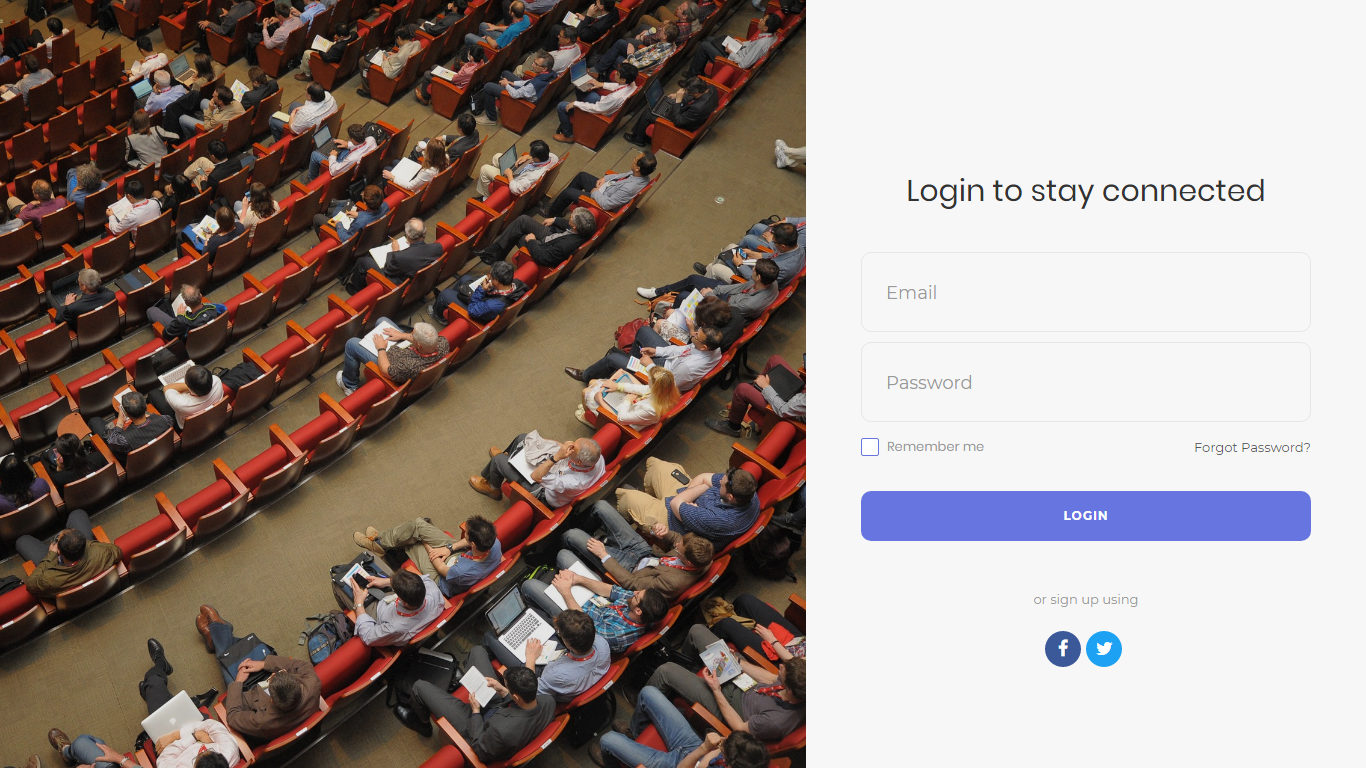 Login to stay connected
Email
Password
Remember me
Forgot Password?
LOGIN
or sign up using